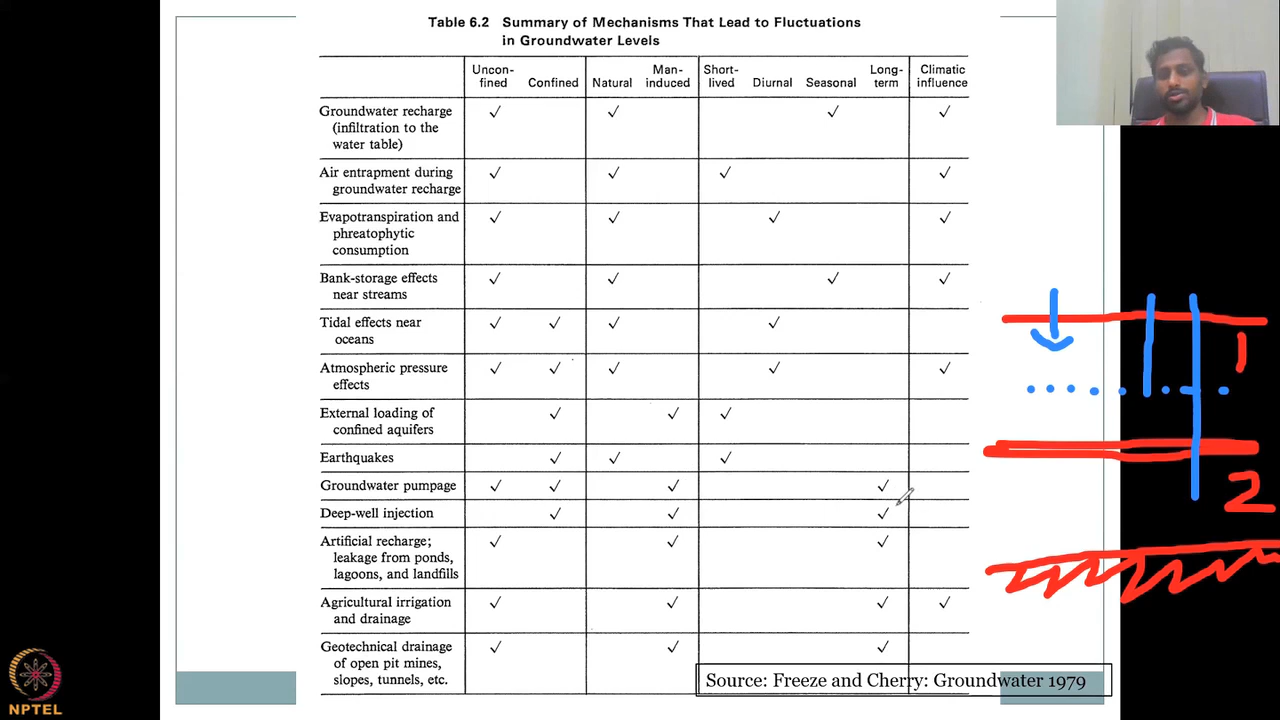 Table 6.2 Summary of Mechanisms That Lead to Fluctuations
in Groundwater Levels
Uncon-
fined
Confined
Natural
Man-
induced
Short-
lived
Diurnal
Seasonal
Long-
term
Climatic
influence
Groundwater recharge
(infiltration to the
water table)
✓ ✓ ✓ ✓
Air entrapment during
groundwater recharge
✓ ✓ ✓ ✓
Evapotranspiration and
phreatophytic
consumption
✓ ✓ ✓ ✓
Bank-storage effects
near streams
✓ ✓ ✓ ✓
Tidal effects near
oceans
✓ ✓ ✓ ✓
Atmospheric pressure
effects
✓ ✓ ✓ ✓ ✓
External loading of
confined aquifers
✓ ✓ ✓
Earthquakes
✓ ✓ ✓
Groundwater pumpage
✓ ✓ ✓ ✓
Deep-well injection
✓ ✓ ✓
Artificial recharge;
leakage from ponds,
lagoons, and landfills
✓ ✓ ✓
Agricultural irrigation
and drainage
✓ ✓ ✓ ✓
Geotechnical drainage
of open pit mines,
slopes, tunnels, etc.
✓ ✓ ✓
1
2
Source: Freeze and Cherry: Groundwater 1979
NPTEL